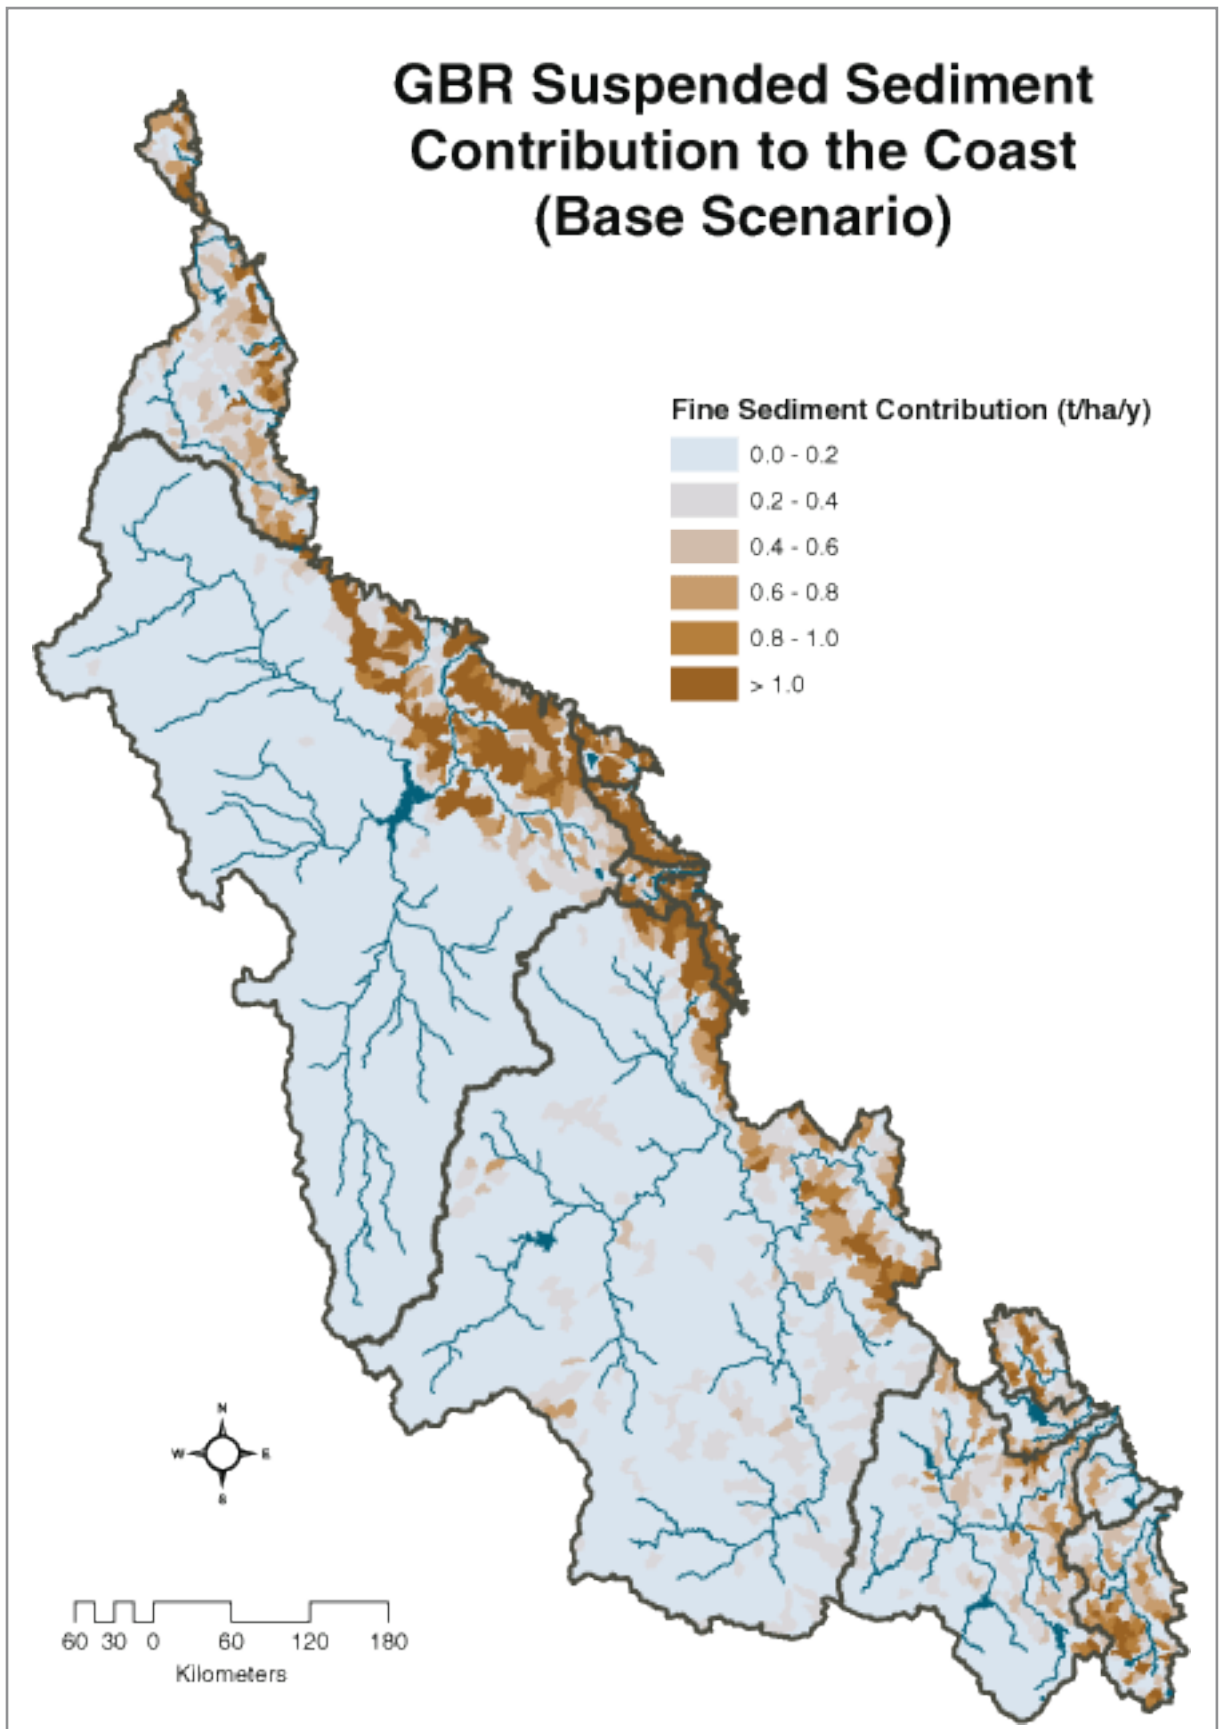 GBR Suspended Sediment
Contribution to the Coast
(Base Scenario)
Fine Sediment Contribution (t/ha/y)
0.0 - 0.2
0.2 - 0.4
0.4 - 0.6
0.6 - 0.8
0.8 - 1.0
> 1.0
N
W E
S
60 30 0 60 120 180
Kilometers